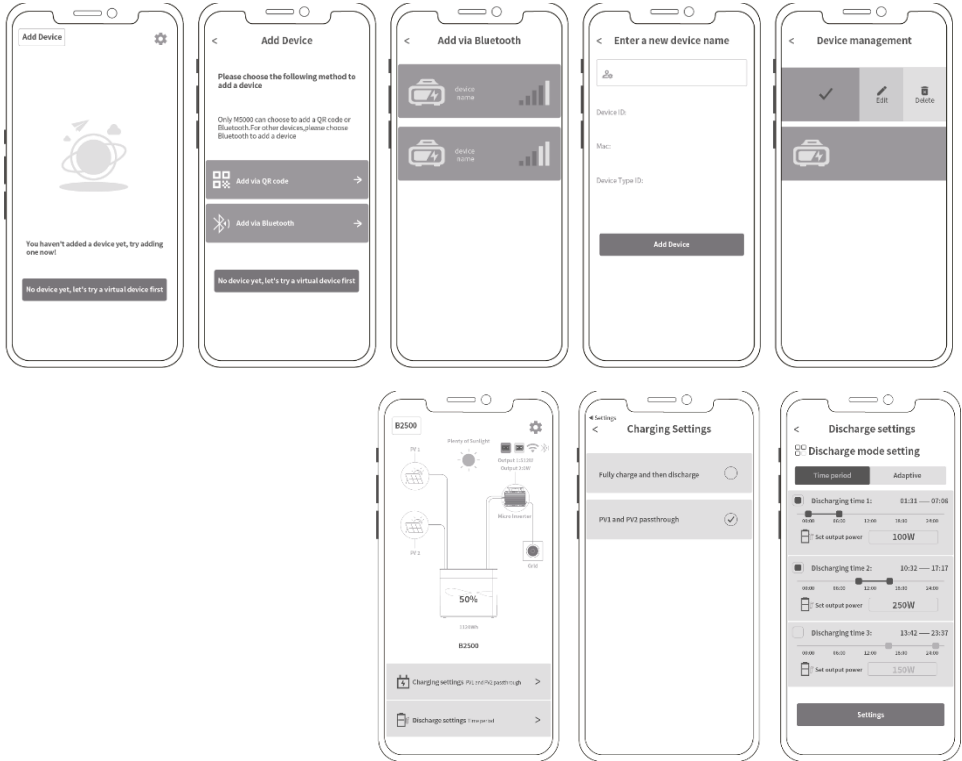 Add Device
You haven't added a device yet, try adding
one now!
No device yet, let's try a virtual device first
< Add Device
Please choose the following method to
add a device
Only M5000 can choose to add a QR code or
Bluetooth.For other devices,please choose
Bluetooth to add a device
Add via QR code
Add via Bluetooth
No device yet, let's try a virtual device first
< Add via Bluetooth
device
name
device
name
< Enter a new device name
Device ID:
Mac:
Device Type ID:
Add Device
< Device management
Edit
Delete
B2500
Plenty of Sunlight
PV 1
Output 2:0W
Micro Inverter
PV 2
Grid
50%
B2500
Charging settings PV1 and PV2 passthrough >
Discharge settings Time period >
Settings
< Charging Settings
Fully charge and then discharge
PV1 and PV2 passthrough
< Discharge settings
Discharge mode setting
Time period Adaptive
Discharging time 1: 01:31 — 07:06
00:00 06:00 12:00 18:00 24:00
Set output power 100W
Discharging time 2: 10:32 — 17:17
00:00 06:00 12:00 18:00 24:00
Set output power 250W
Discharging time 3: 13:42 — 23:37
00:00 06:00 12:00 18:00 24:00
Set output power 150W
Settings